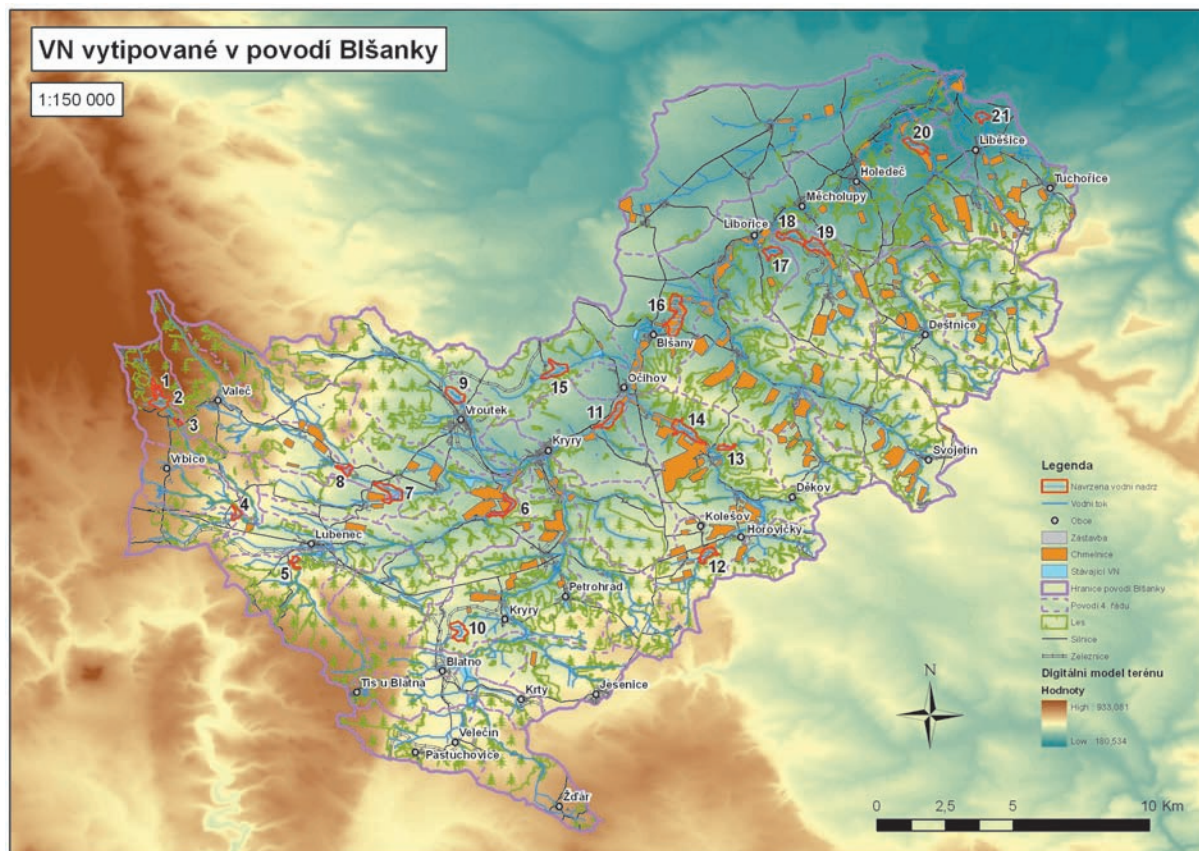 VN vytipované v povodí Blšanky
1:150 000
21
20
Liběšice
Holedeč
Tuchořice
Měcholupy
18
19
Libořice
17
16
Blšany
Deštnice
1
2
3
Valeč
9
15
Očihov
Vroutek
11
14
Kryry
13
Svojetín
Vrbice
8
7
4
6
Děkov
Kolešov
Hořovičky
Lubenec
12
5
Petrohrad
Kryry
10
Blatno
Tis u Blatna
Krty
Jesenice
Velečín
Pastuchovice
Žďár
Legenda
Navržená vodní nádrž
Vodní tok
Obce
Zástavba
Chmelnice
Stávající VN
Hranice povodí Blšanky
Povodí 4. řádu
Les
Silnice
Železnice
Digitální model terénu
Hodnoty
High : 933,081
Low : 180,534
N
0 2,5 5 10 Km